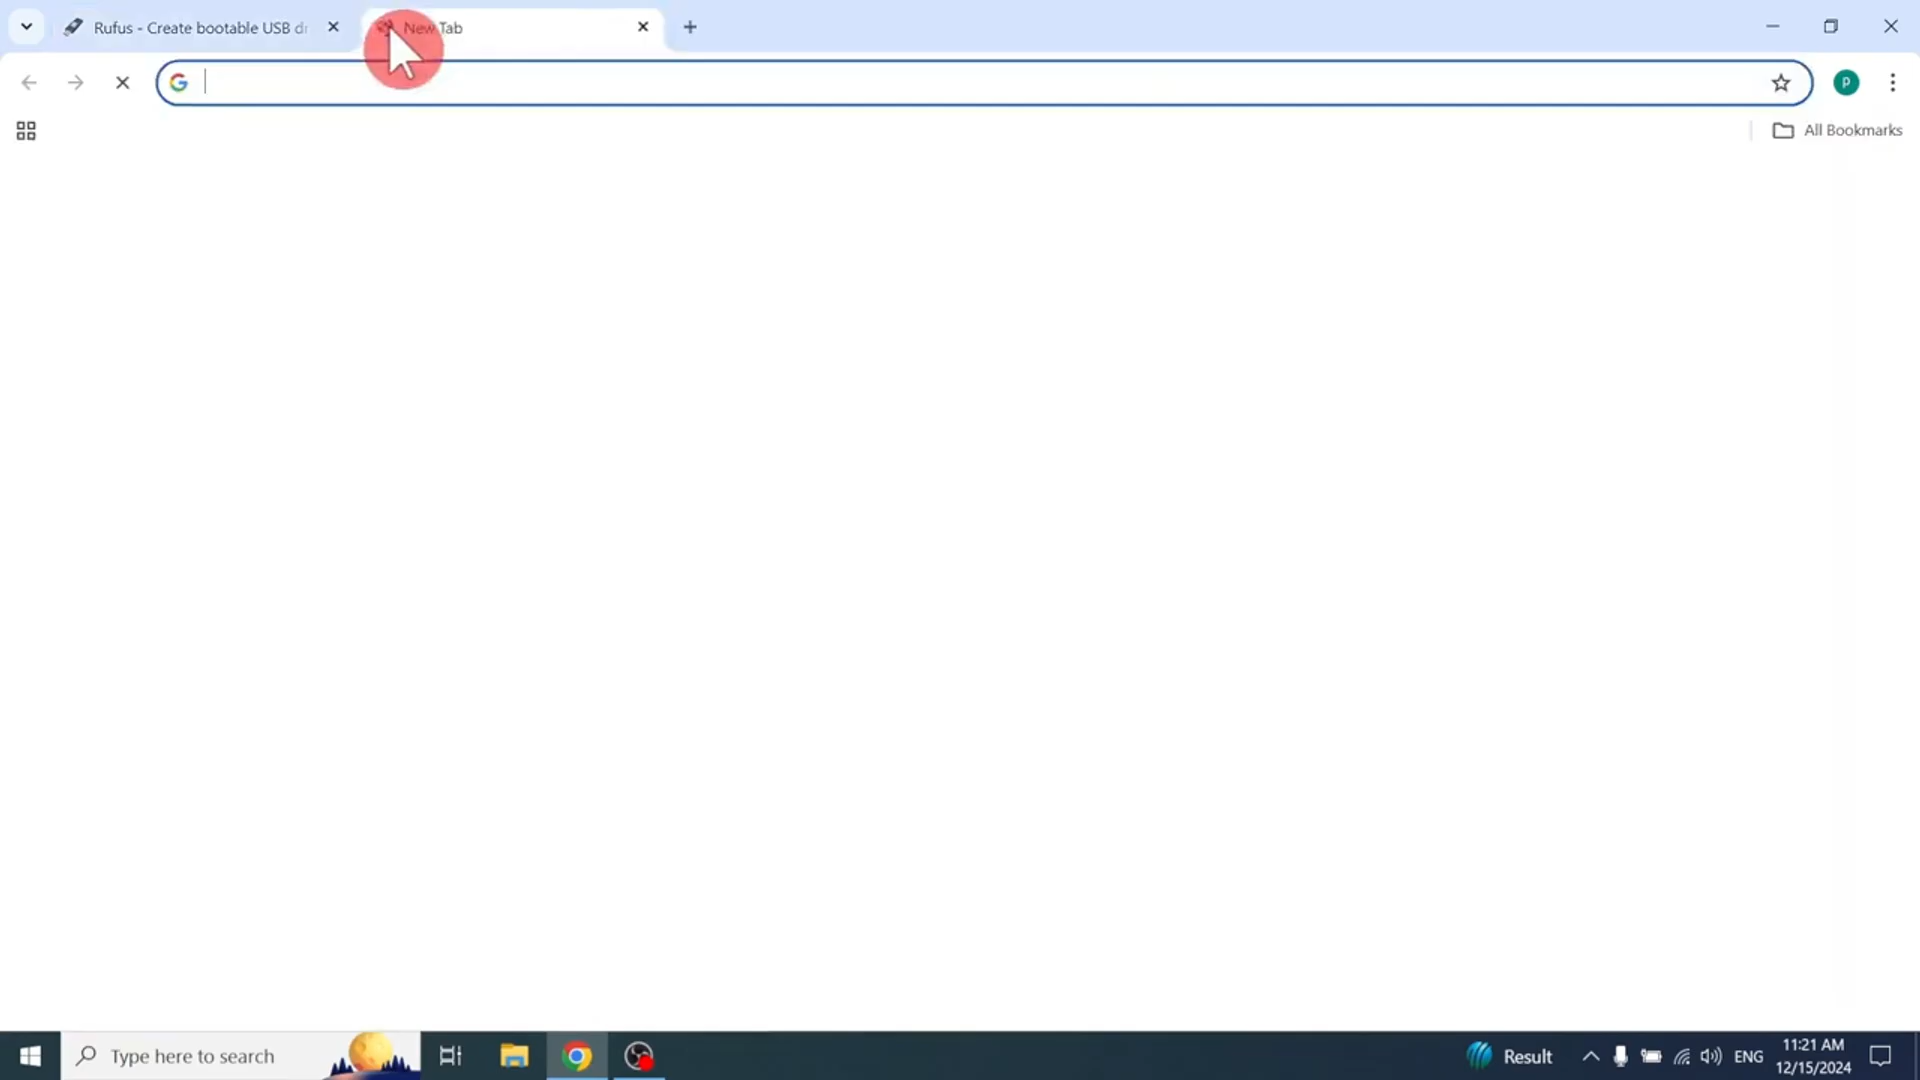 Rufus - Create bootable USB dr
New Tab
All Bookmarks
P
Type here to search
Result
ENG
11:21 AM
12/15/2024